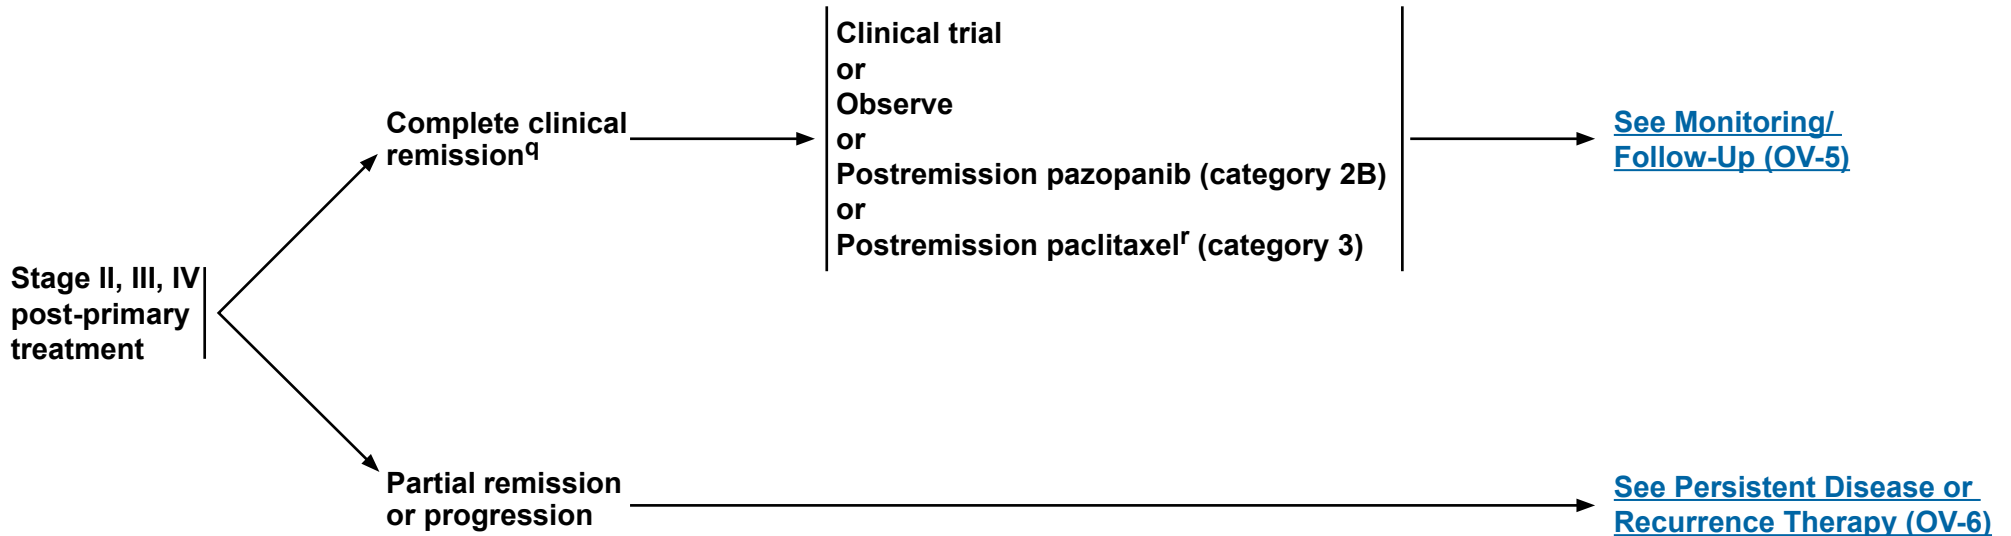 Stage II, III, IV
post-primary
treatment
Complete clinical
remissionq
Clinical trial
or
Observe
or
Postremission pazopanib (category 2B)
or
Postremission paclitaxelr (category 3)
See Monitoring/
Follow-Up (OV-5)
Partial remission
or progression
See Persistent Disease or
Recurrence Therapy (OV-6)